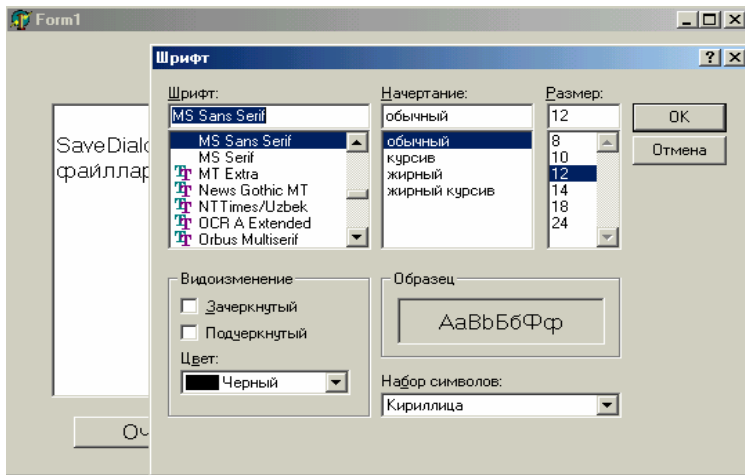 Form1
Шрифт
Шрифт: Начертание: Размер:
MS Sans Serif обычный 12 OK
MS Sans Serif обычный 8 Отмена
MS Serif курсив 10
MT Extra жирный 12
News Gothic MT жирный курсив 14
NTTimes/Uzbek 18
OCR A Extended 24
Orbus Multiserif
SaveDialo
файллар
Видоизменение Образец
Зачеркнутый
Подчеркнутый
AaBbБбФф
Цвет:
Черный
Набор символов:
Кириллица
Оч